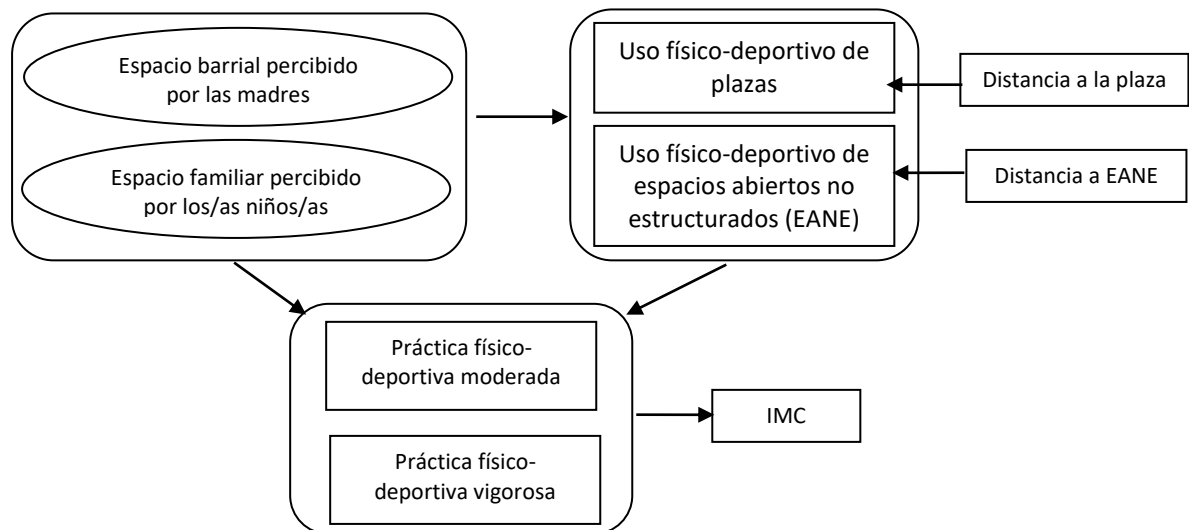 Espacio barrial percibido
por las madres
Espacio familiar percibido
por los/as niños/as
Uso físico-deportivo de
plazas
Uso físico-deportivo de
espacios abiertos no
estructurados (EANE)
Distancia a la plaza
Distancia a EANE
Práctica físico-
deportiva moderada
Práctica físico-
deportiva vigorosa
IMC